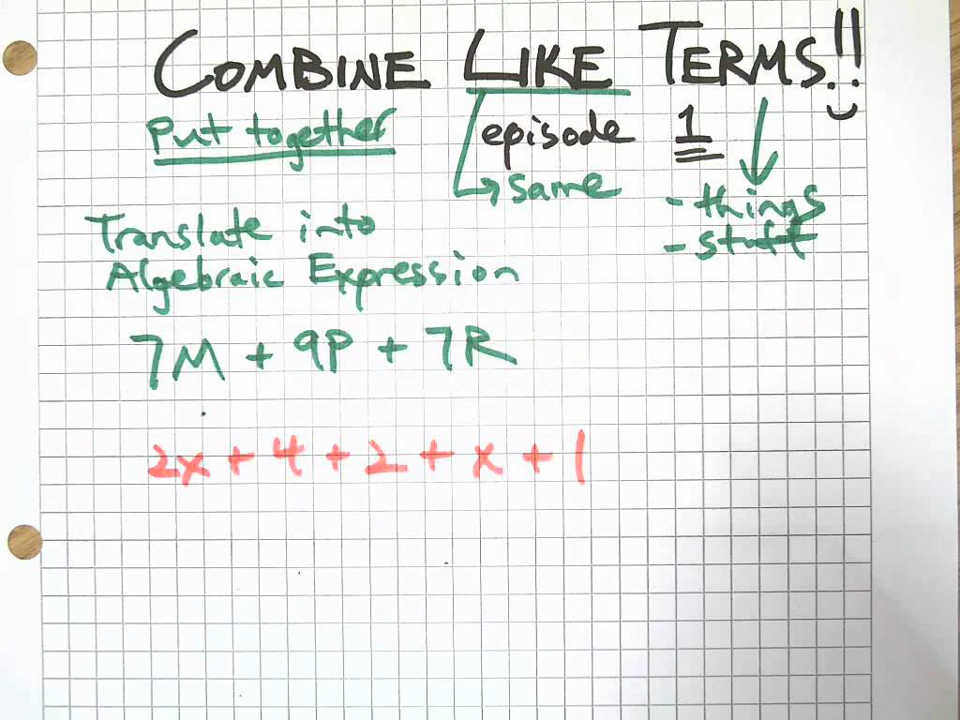 COMBINE LIKE TERMS!!
Put together
episode 1
same
- things
- stuff
Translate into
Algebraic Expression
7M + 9P + 7R
2x + 4 + 2 + x + 1